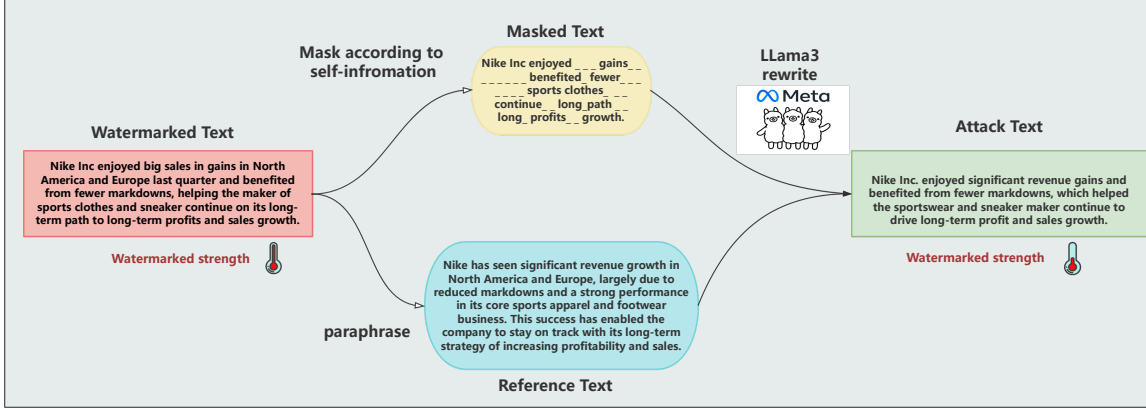 Watermarked Text
Nike Inc enjoyed big sales in gains in North
America and Europe last quarter and benefited
from fewer markdowns, helping the maker of
sports clothes and sneaker continue on its long-
term path to long-term profits and sales growth.
Watermarked strength
Mask according to
self-infromation
Masked Text
Nike Inc enjoyed _ _ _ gains_ _
_ _ _ _ _ _ benefited_ fewer_ _ _
_ _ _ _ sports clothes_ _ _
continue_ _ long_path _ _
long_ profits_ _ growth.
paraphrase
Nike has seen significant revenue growth in
North America and Europe, largely due to
reduced markdowns and a strong performance
in its core sports apparel and footwear
business. This success has enabled the
company to stay on track with its long-term
strategy of increasing profitability and sales.
Reference Text
LLama3
rewrite
Meta
Attack Text
Nike Inc. enjoyed significant revenue gains and
benefited from fewer markdowns, which helped
the sportswear and sneaker maker continue to
drive long-term profit and sales growth.
Watermarked strength